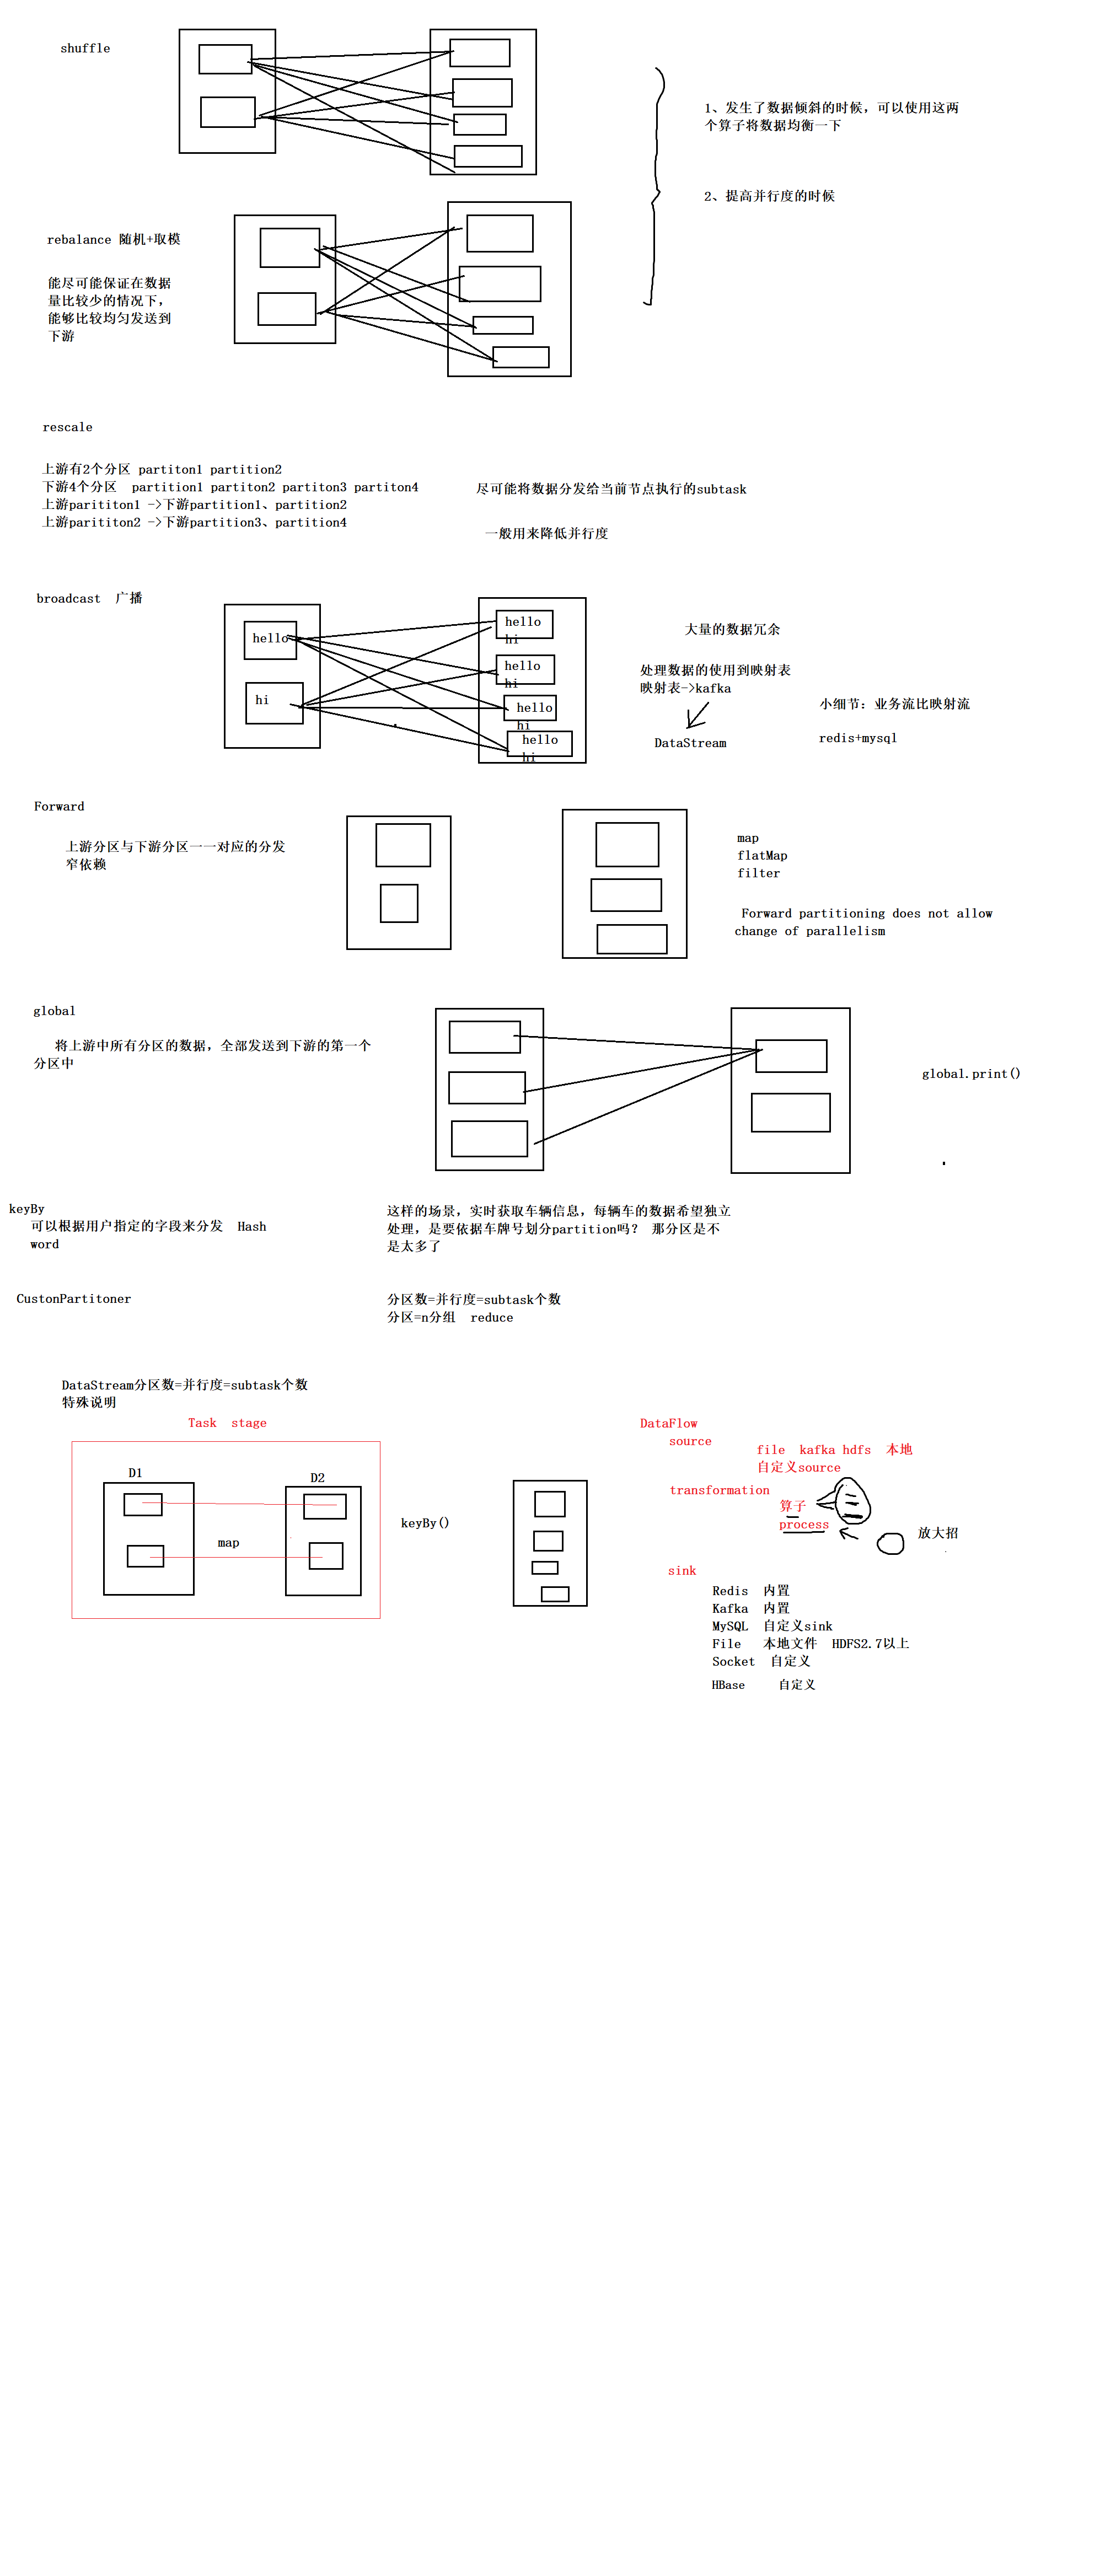 shuffle
1、发生了数据倾斜的时候，可以使用这两
个算子将数据均衡一下
2、提高并行度的时候
rebalance 随机+取模
能尽可能保证在数据
量比较少的情况下，
能够比较均匀发送到
下游
rescale
上游有2个分区 partiton1 partition2
下游4个分区 partition1 partiton2 partiton3 partiton4
上游parititon1 ->下游partition1、partition2
上游parititon2 ->下游partition3、partition4
尽可能将数据分发给当前节点执行的subtask
一般用来降低并行度
broadcast 广播
hello
hi
hello
hi
hello
hi
hello
hi
hello
hi
大量的数据冗余
处理数据的使用到映射表
映射表->kafka
DataStream
小细节：业务流比映射流
redis+mysql
Forward
上游分区与下游分区一一对应的分发
窄依赖
map
flatMap
filter
Forward partitioning does not allow
change of parallelism
global
将上游中所有分区的数据，全部发送到下游的第一个
分区中
global.print()
keyBy
可以根据用户指定的字段来分发 Hash
word
这样的场景，实时获取车辆信息，每辆车的数据希望独立
处理，是要依据车牌号划分partition吗？ 那分区是不
是太多了
CustonPartitoner
分区数=并行度=subtask个数
分区=n分组 reduce
DataStream分区数=并行度=subtask个数
特殊说明
Task stage
D1
D2
map
keyBy()
DataFlow
source
file kafka hdfs 本地
自定义source
transformation
算子
process
放大招
sink
Redis 内置
Kafka 内置
MySQL 自定义sink
File 本地文件 HDFS2.7以上
Socket 自定义
HBase 自定义